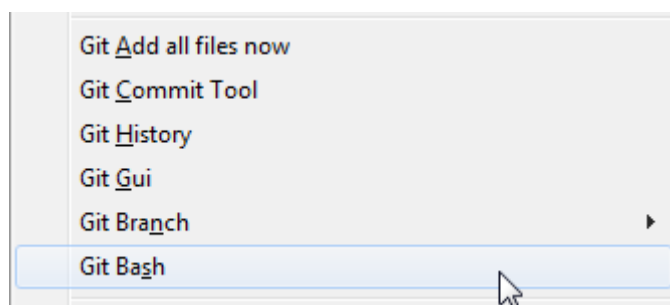 Git Add all files now
Git Commit Tool
Git History
Git Gui
Git Branch
Git Bash